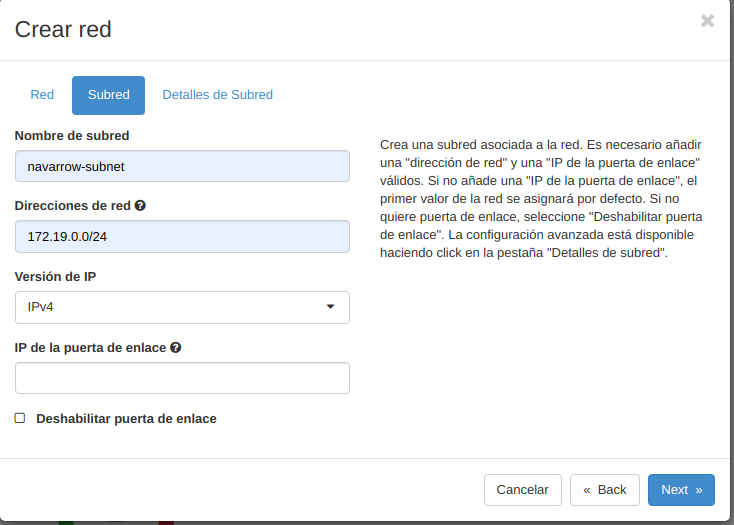 Crear red
×
Red
Subred
Detalles de Subred
Nombre de subred
navarrow-subnet
Direcciones de red
172.19.0.0/24
Versión de IP
IPv4
IP de la puerta de enlace
Deshabilitar puerta de enlace
Crea una subred asociada a la red. Es necesario añadir
una "dirección de red" y una "IP de la puerta de enlace"
válidos. Si no añade una "IP de la puerta de enlace", el
primer valor de la red se asignará por defecto. Si no
quiere puerta de enlace, seleccione "Deshabilitar puerta
de enlace". La configuración avanzada está disponible
haciendo click en la pestaña "Detalles de subred".
Cancelar
« Back
Next »